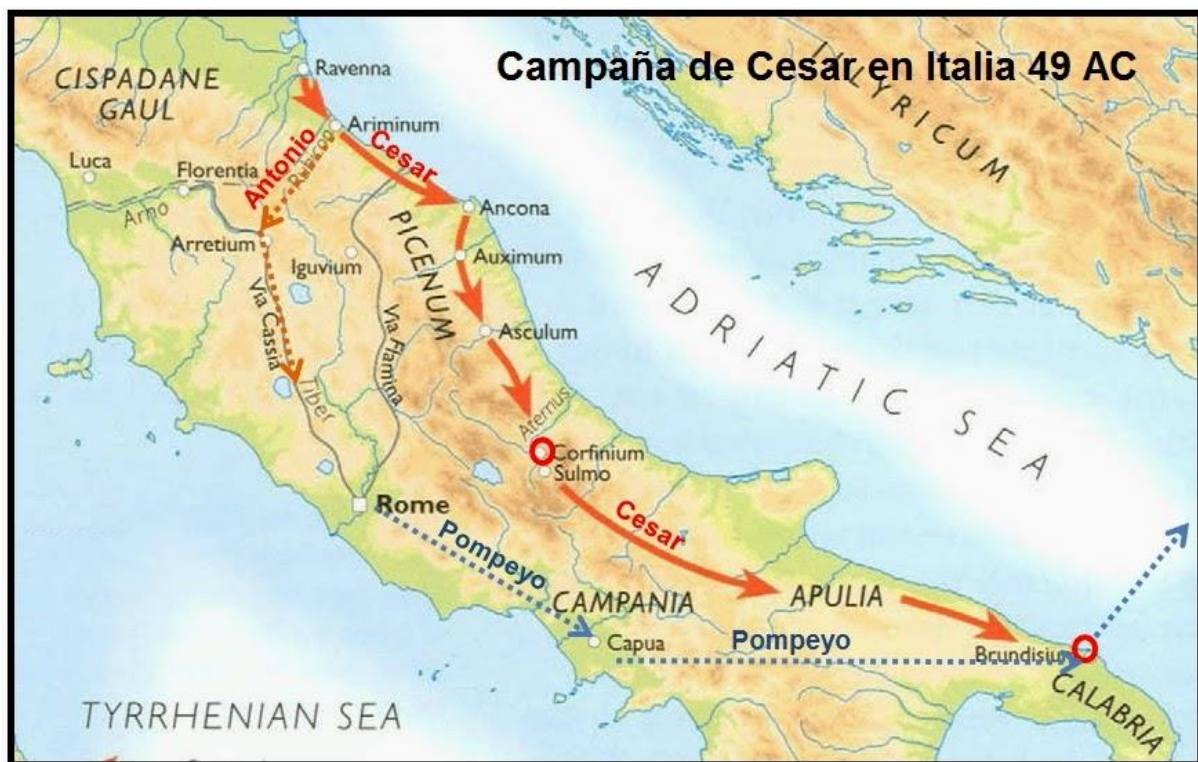 Campaña de Cesar en Italia 49 AC
CISPADANE
GAUL
Ravenna
ILLYRICUM
Ariminum
Antonio
Cesar
Luca
Florentia
Rubicon
Arno
Ancona
PICENUM
Arretium
Iguvium
Auximum
ADRIATIC SEA
Via Cassia
Via Flamina
Asculum
Tiber
Aternus
Corfinium
Sulmo
Rome
Cesar
Pompeyo
CAMPANIA
APULIA
Capua
Pompeyo
Brundisium
CALABRIA
TYRRHENIAN SEA